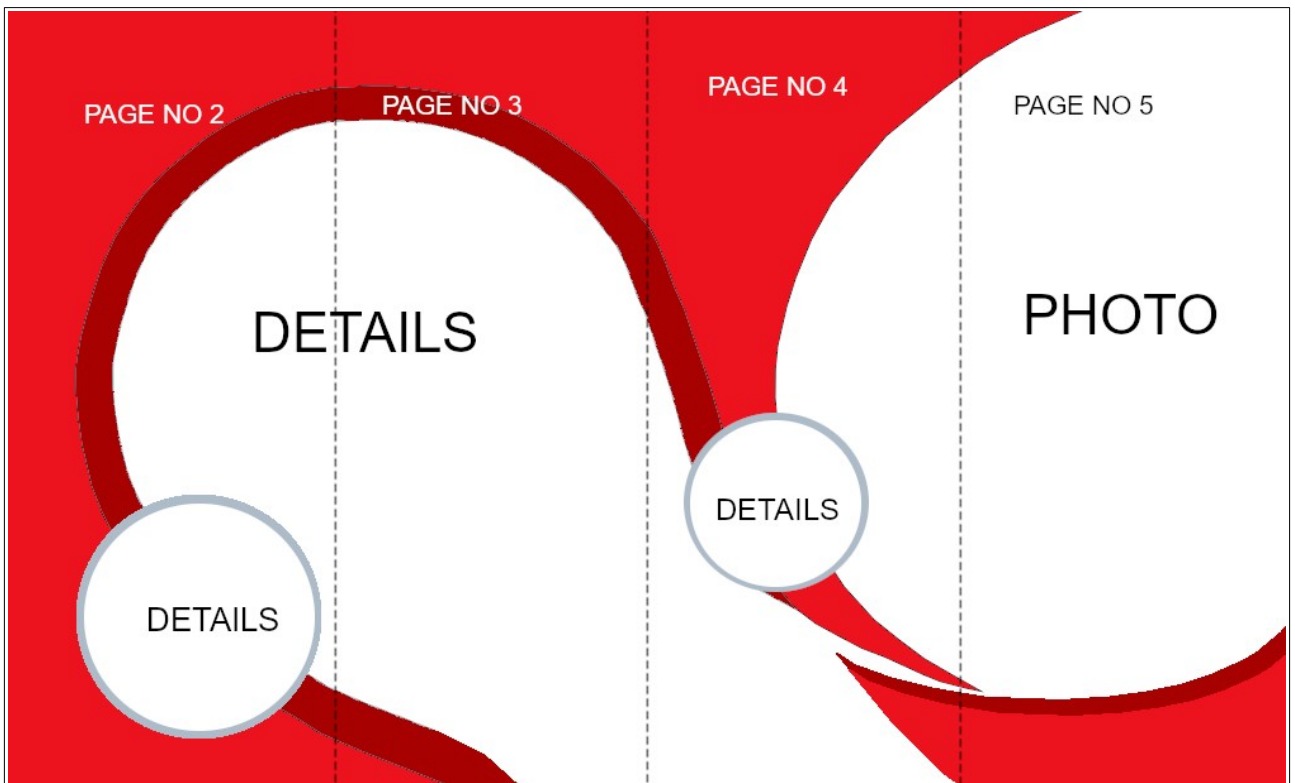 PAGE NO 2
PAGE NO 3
PAGE NO 4
PAGE NO 5
DETAILS
PHOTO
DETAILS
DETAILS